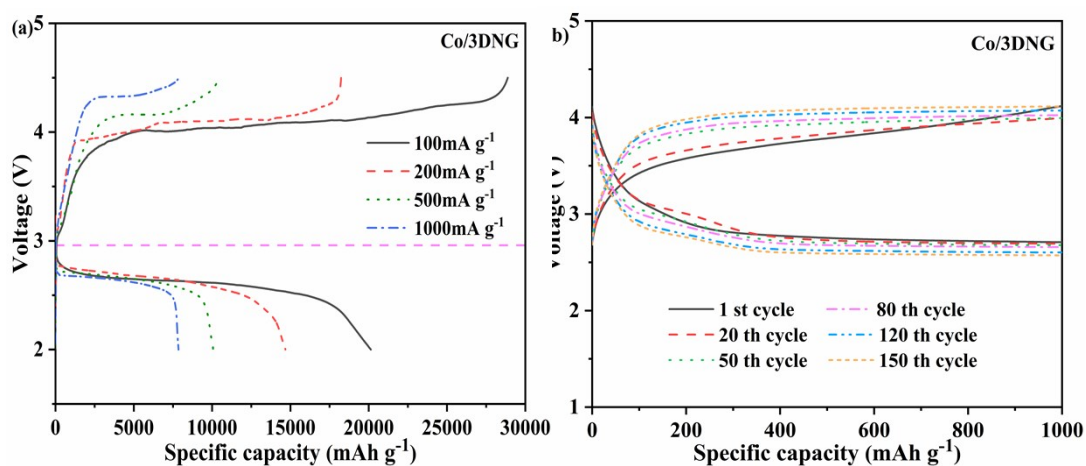 (a)
Co/3DNG
5
4
3
2
Voltage (V)
100mA g⁻¹
200mA g⁻¹
500mA g⁻¹
1000mA g⁻¹
0 5000 10000 15000 20000 25000 30000
Specific capacity (mAh g⁻¹)
b)
Co/3DNG
5
4
3
2
1
Voltage (V)
1 st cycle
20 th cycle
50 th cycle
80 th cycle
120 th cycle
150 th cycle
0 200 400 600 800 1000
Specific capacity (mAh g⁻¹)